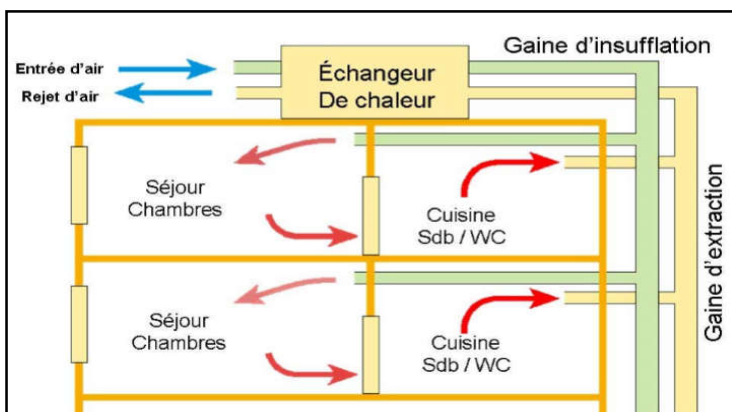 Gaine d'insufflation
Entrée d'air
Rejet d'air
Échangeur
De chaleur
Séjour
Chambres
Cuisine
Sdb / WC
Gaine d'extraction
Séjour
Chambres
Cuisine
Sdb / WC